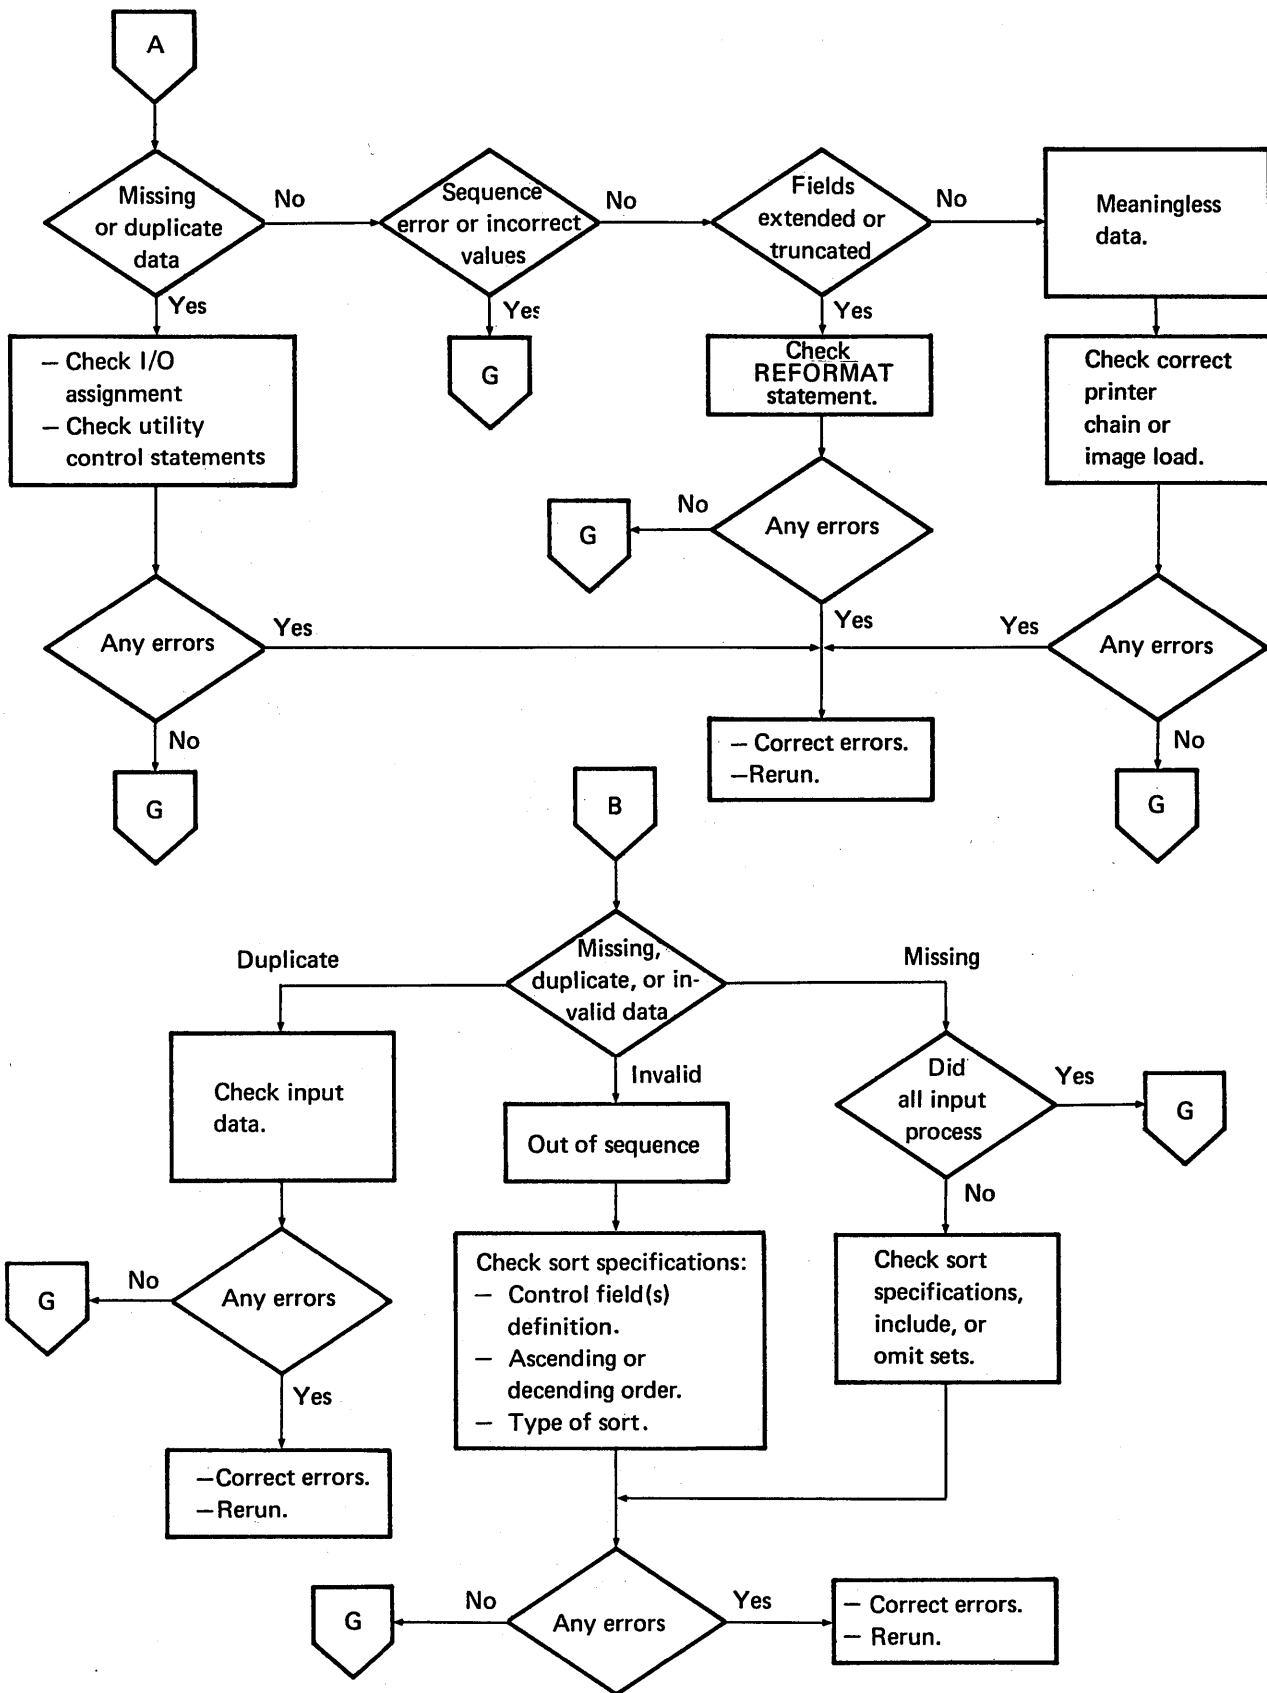 A
Missing
or duplicate
data
No
Sequence
error or incorrect
values
No
Fields
extended or
truncated
No
Meaningless
data.
Yes
Yes
Yes
– Check I/O
assignment
– Check utility
control statements
G
Check
REFORMAT
statement.
Check correct
printer
chain or
image load.
No
G
Any errors
Any errors
Yes
Yes
Yes
Any errors
No
G
– Correct errors.
–Rerun.
No
G
B
Duplicate
Missing,
duplicate, or in-
valid data
Missing
Check input
data.
Invalid
Out of sequence
Did
all input
process
Yes
G
No
G
No
Any errors
Check sort specifications:
– Control field(s)
definition.
– Ascending or
decending order.
– Type of sort.
Check sort
specifications,
include, or
omit sets.
Yes
–Correct errors.
–Rerun.
G
No
Any errors
Yes
– Correct errors.
– Rerun.